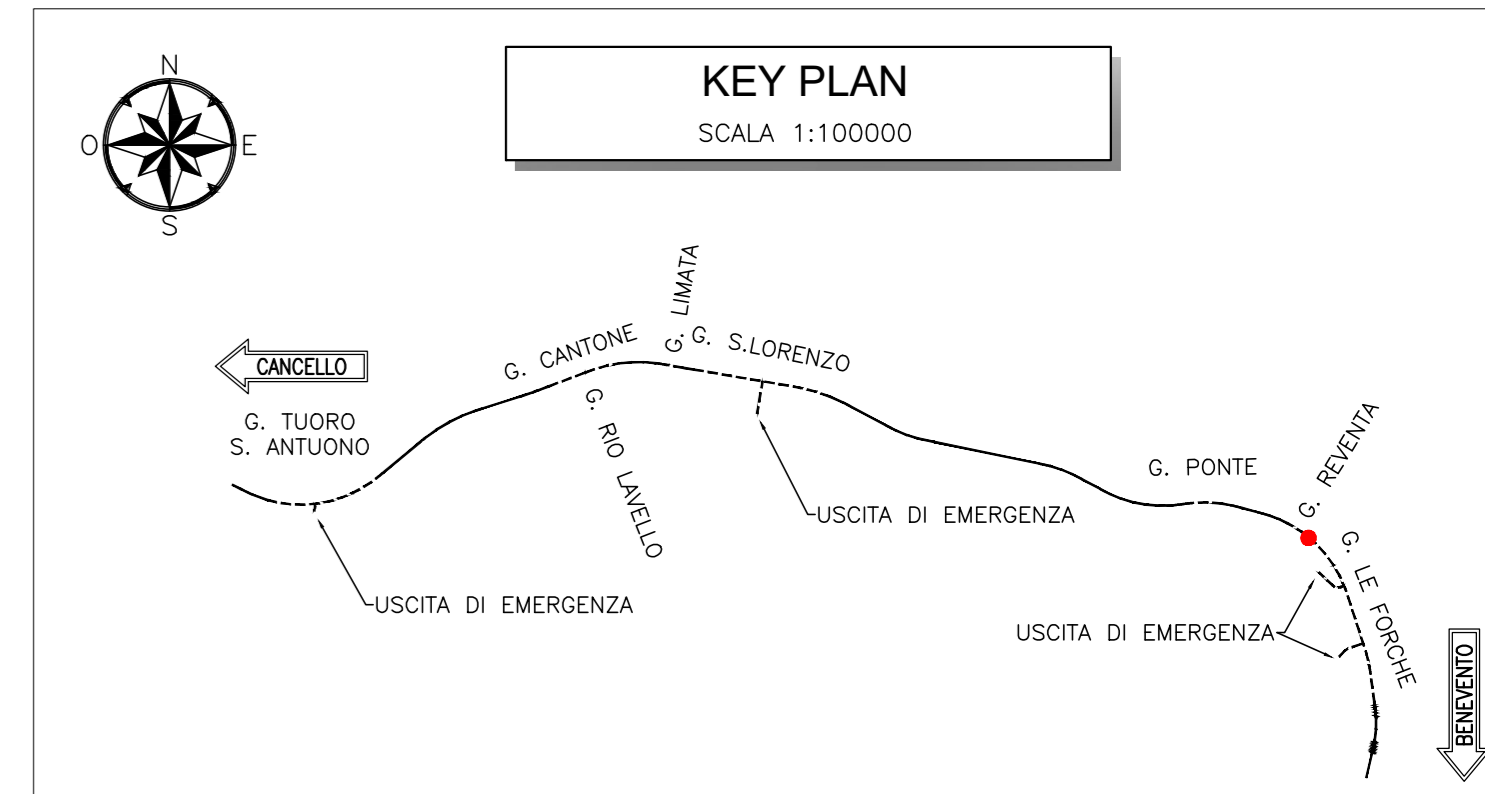 KEY PLAN
SCALA 1:100000
N
O
E
S
CANCELLO
G. TUORO
S. ANTUONO
G. CANTONE
G. RIO LAVELLO
G. LIMATA
G. S.LORENZO
G. PONTE
G. REVENTA
G. LE FORCHE
USCITA DI EMERGENZA
USCITA DI EMERGENZA
USCITA DI EMERGENZA
BENEVENTO